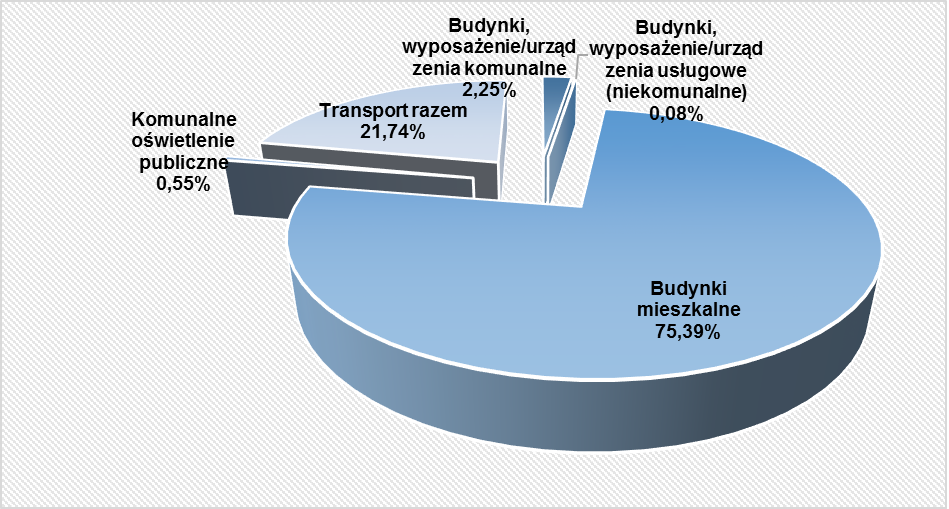 Budynki,
wyposażenie/urząd
zenia komunalne
2,25%
Budynki,
wyposażenie/urząd
zenia usługowe
(niekomunalne)
0,08%
Transport razem
21,74%
Komunalne
oświetlenie
publiczne
0,55%
Budynki
mieszkalne
75,39%